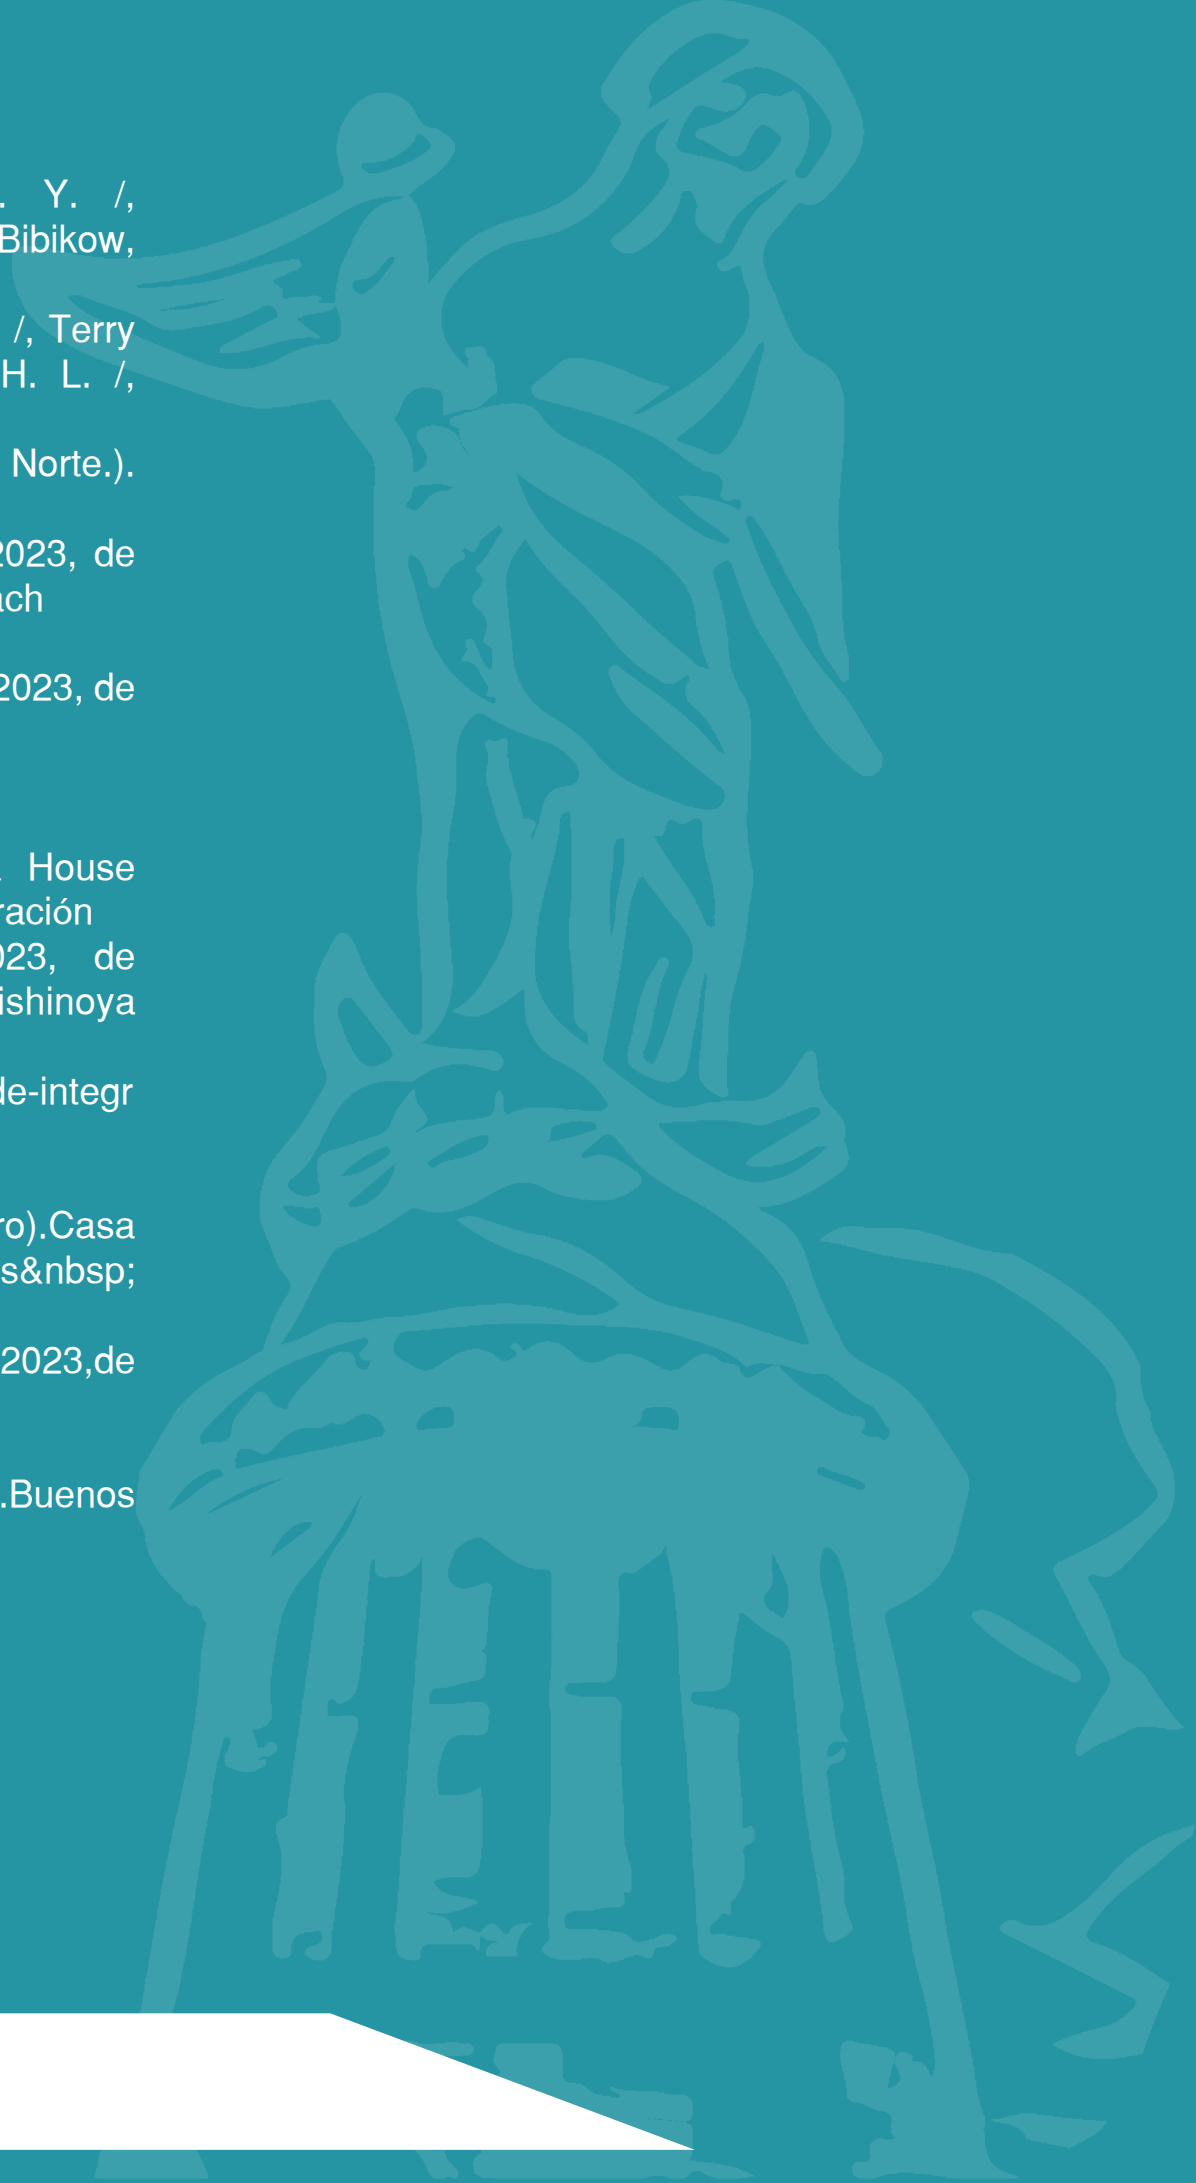 . Y. /,
Bibikow,
/, Terry
H. L. /,
Norte.).
2023, de
ach
2023, de
House
ración
023, de
ishinoya
de-integr
ro).Casa
s&nbsp;
2023,de
.Buenos